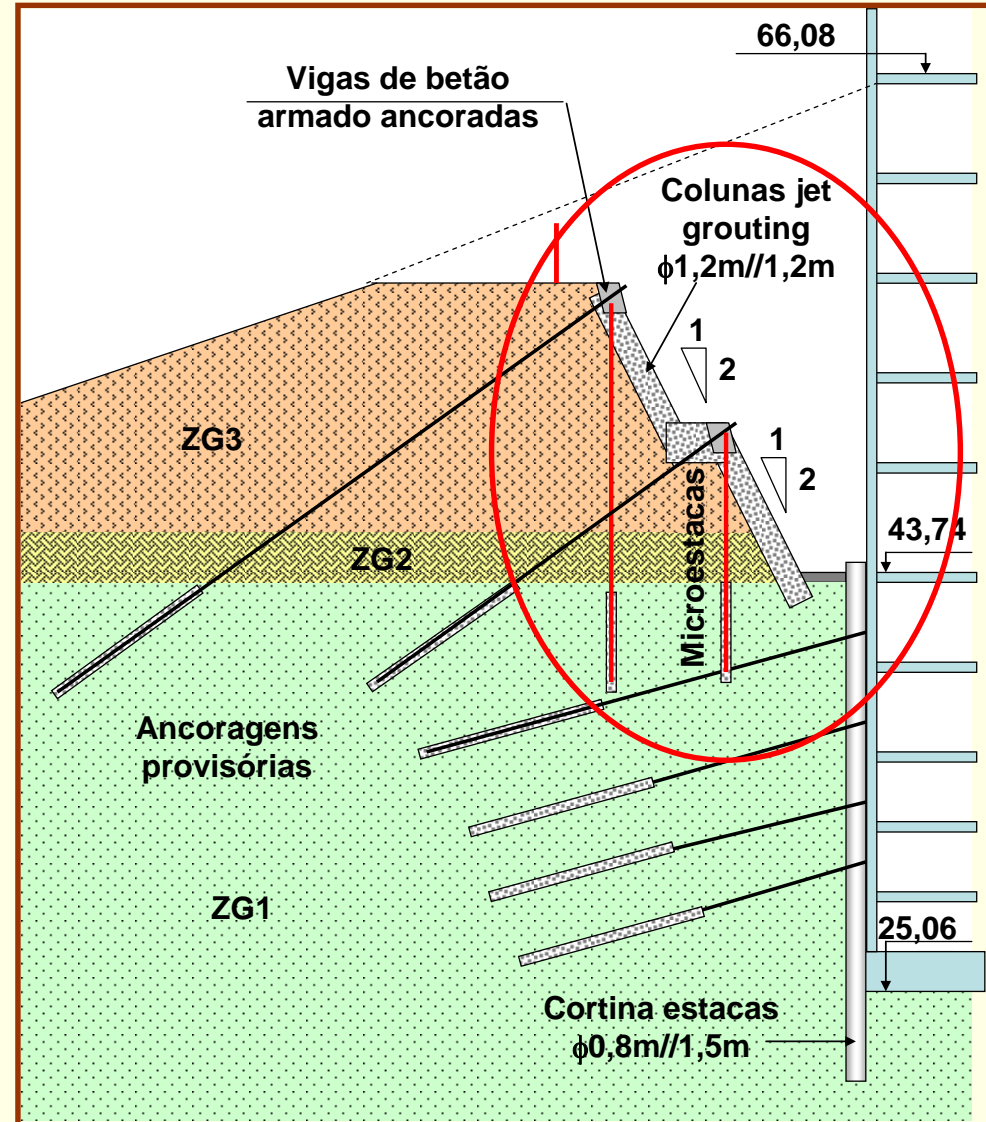 66,08
Vigas de betão
armado ancoradas
Colunas jet
grouting
ϕ1,2m//1,2m
1
2
ZG3
1
2
Microestacas
43,74
ZG2
Ancoragens
provisórias
ZG1
25,06
Cortina estacas
ϕ0,8m//1,5m